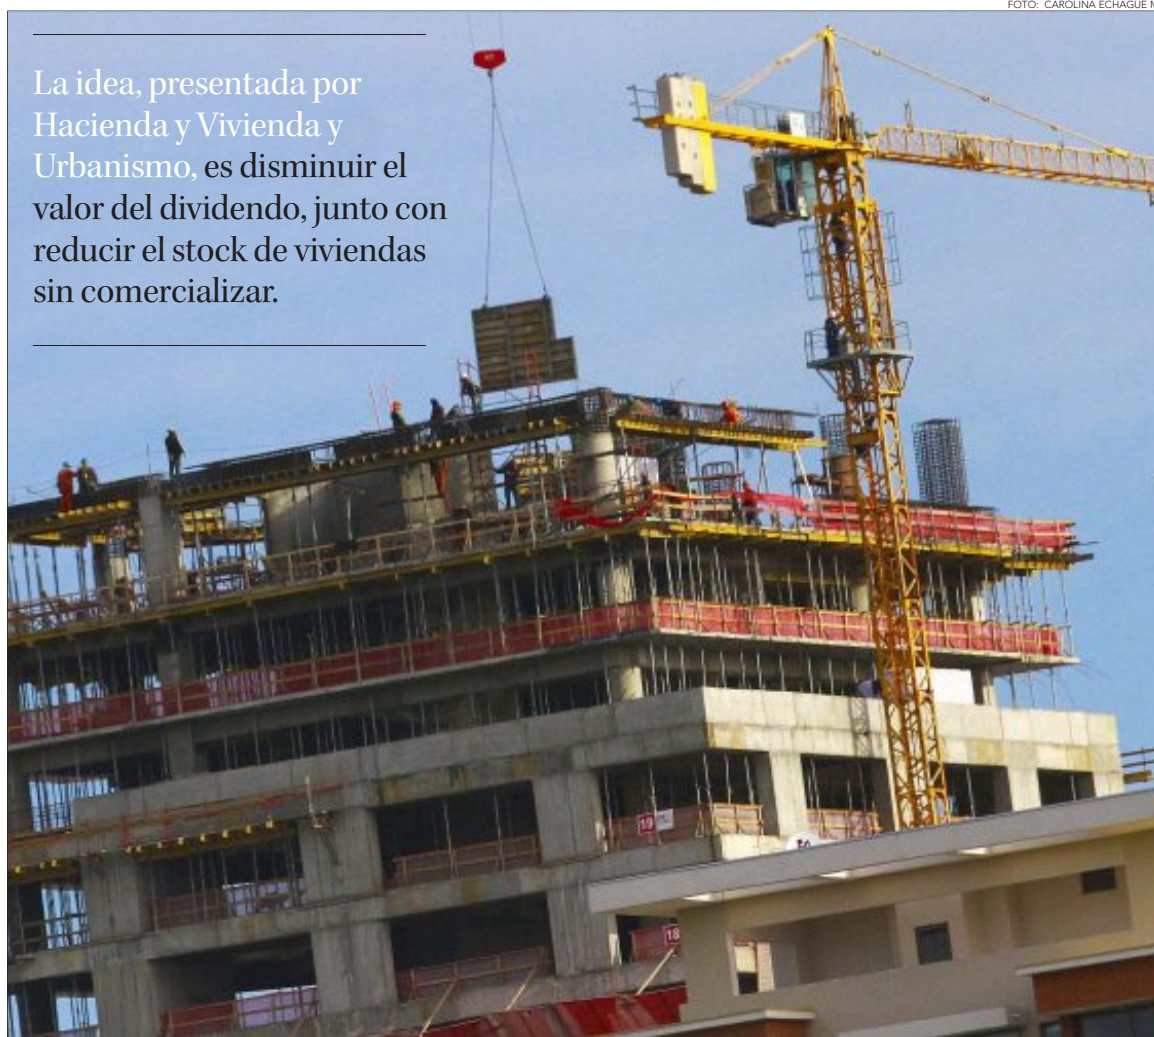 FOTO: CAROLINA ECHAGÜE M
La idea, presentada por
Hacienda y Vivienda y
Urbanismo, es disminuir el
valor del dividendo, junto con
reducir el stock de viviendas
sin comercializar.
19
18